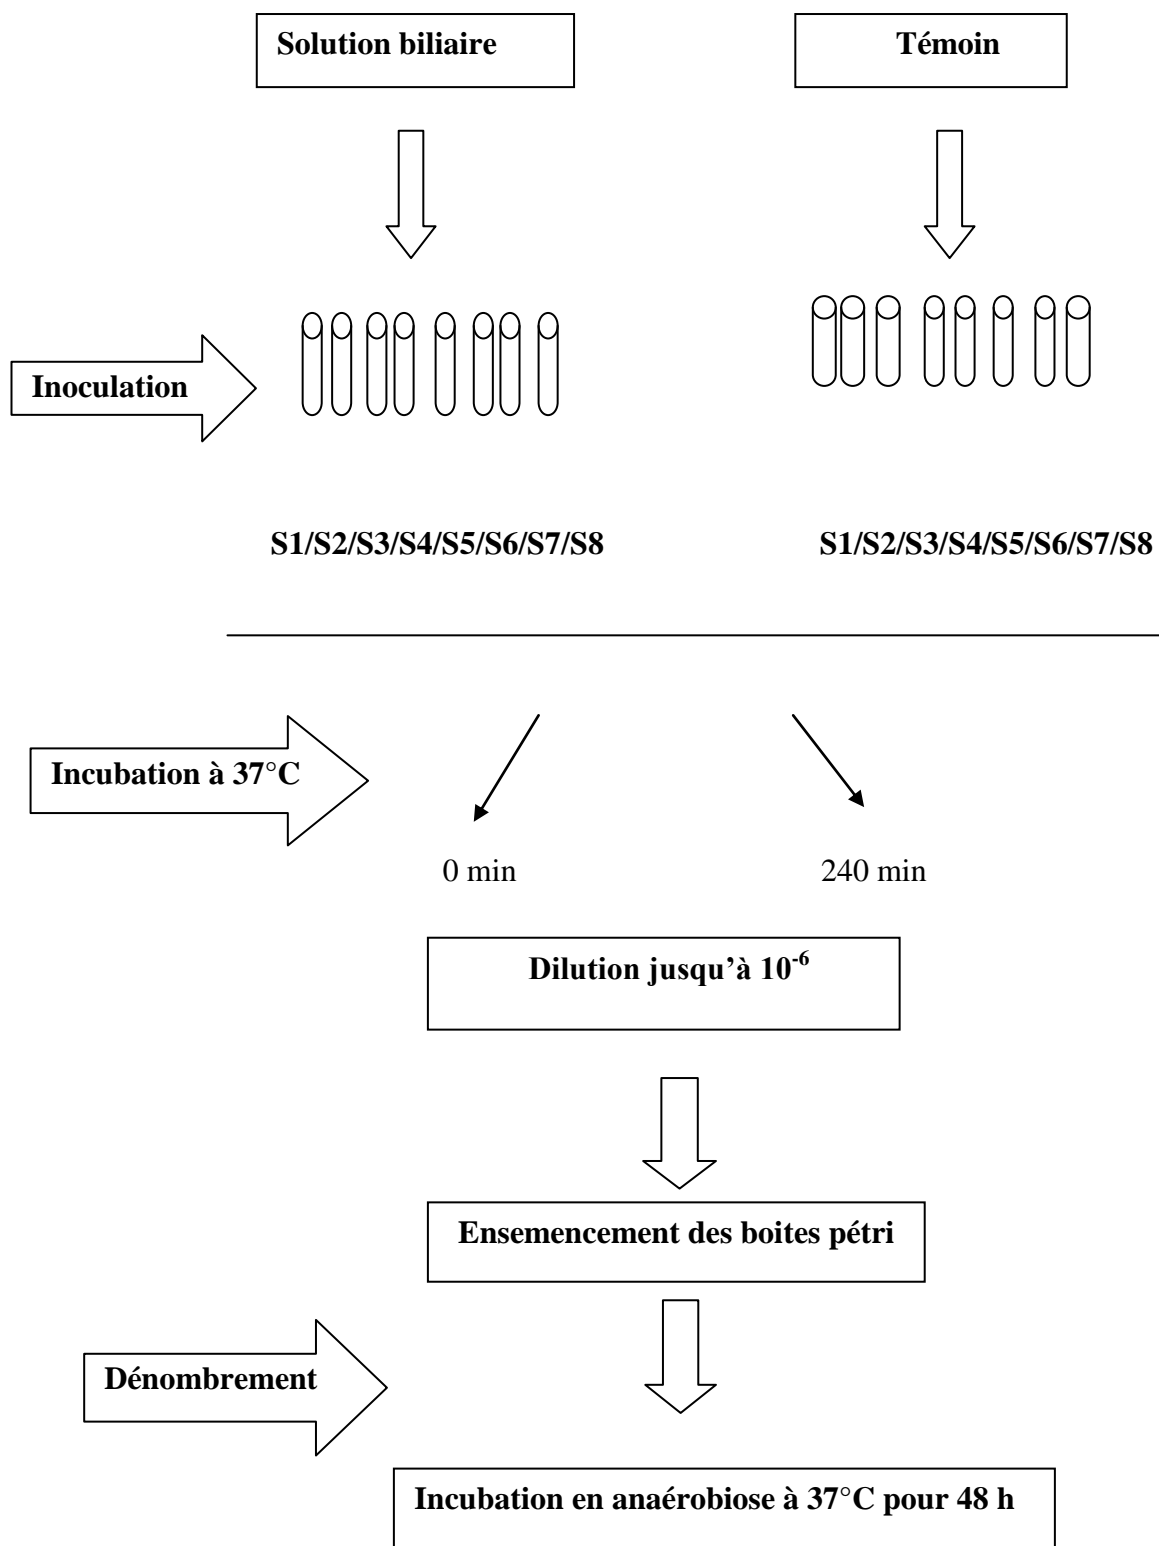 Solution biliaire
Témoin
Inoculation
S1/S2/S3/S4/S5/S6/S7/S8
S1/S2/S3/S4/S5/S6/S7/S8
Incubation à 37°C
0 min
240 min
Dilution jusqu’à 10⁻⁶
Ensemencement des boites pétri
Dénombrement
Incubation en anaérobiose à 37°C pour 48 h